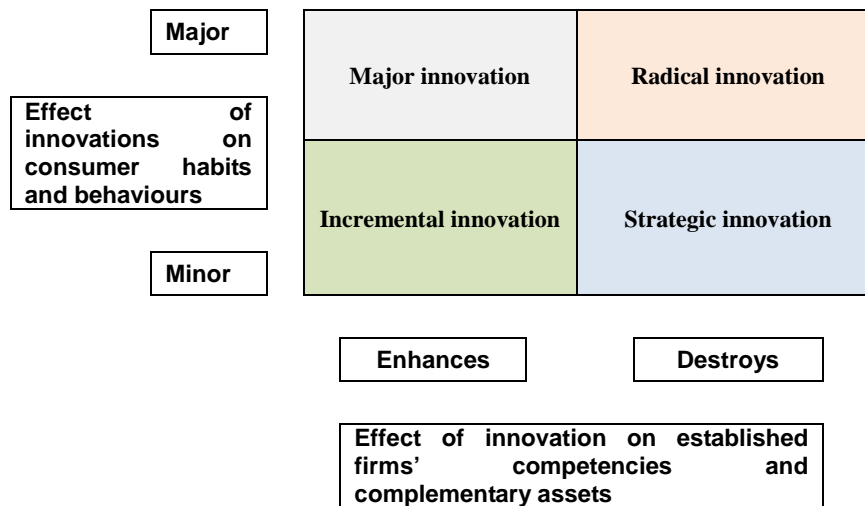 Major
Major innovation
Radical innovation
Effect of
innovations on
consumer habits
and behaviours
Incremental innovation
Strategic innovation
Minor
Enhances
Destroys
Effect of innovation on established
firms’ competencies and
complementary assets